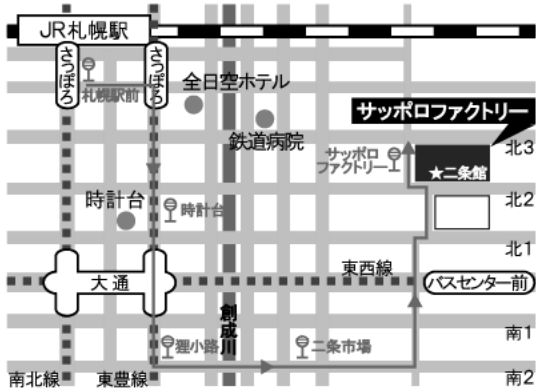 JR札幌駅
さっぽろ
さっぽろ
札幌駅前
全日空ホテル
鉄道病院
サッポロファクトリー
サッポロ
ファクトリー
★二条館
北3
時計台
時計台
北2
北1
東西線
大通
バスセンター前
創成川
狸小路
二条市場
南1
南北線
東豊線
南2